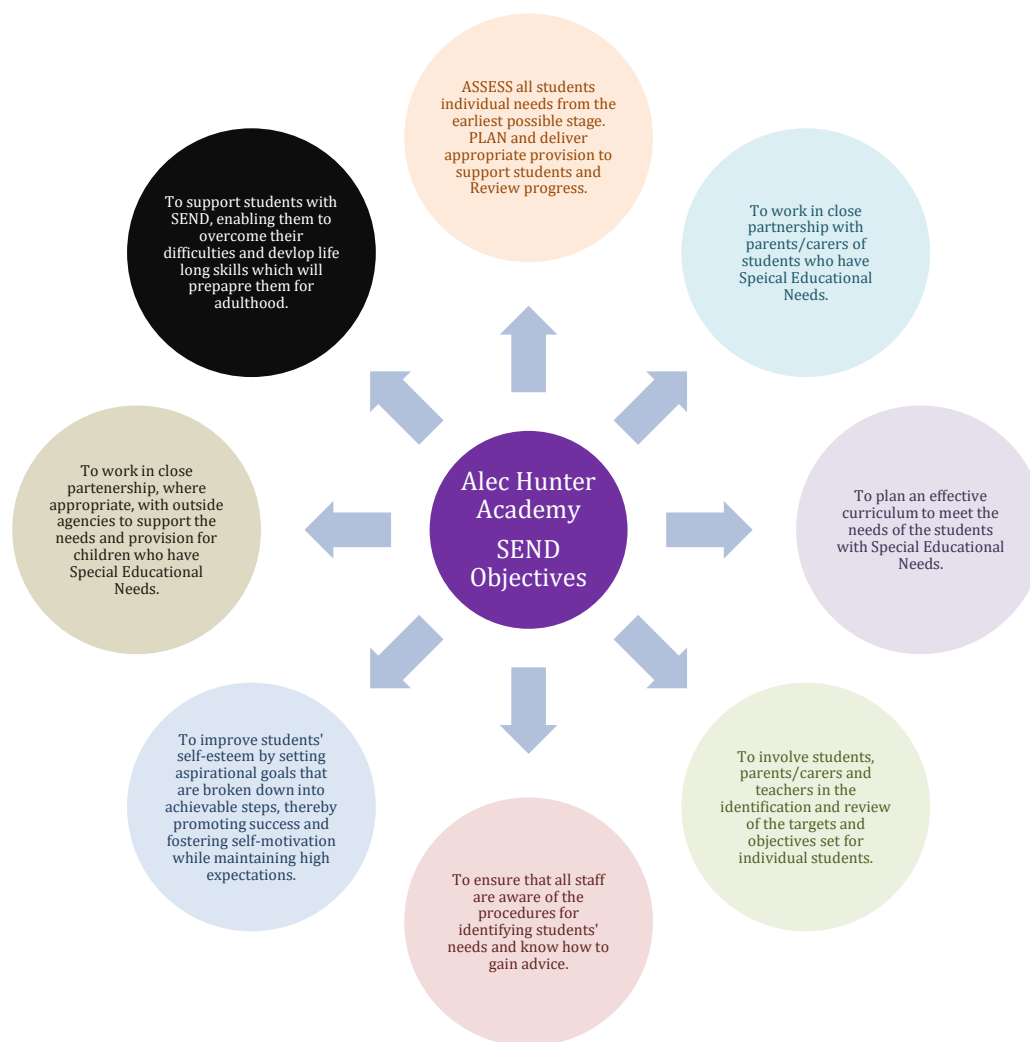 ASSESS all students
individual needs from the
earliest possible stage.
PLAN and deliver
appropriate provision to
support students and
Review progress.
To work in close
partnership with
parents/carers of
students who have
Speical Educational
Needs.
To plan an effective
curriculum to meet the
needs of the students
with Special Educational
Needs.
To involve students,
parents/carers and
teachers in the
identification and review
of the targets and
objectives set for
individual students.
To ensure that all staff
are aware of the
procedures for
identifying students'
needs and know how to
gain advice.
To improve students'
self-esteem by setting
aspirational goals that
are broken down into
achievable steps, thereby
promoting success and
fostering self-motivation
while maintaining high
expectations.
To work in close
partenership, where
appropriate, with outside
agencies to support the
needs and provision for
children who have
Special Educational
Needs.
To support students with
SEND, enabling them to
overcome their
difficulties and devlop life
long skills which will
prepapre them for
adulthood.
Alec Hunter
Academy
SEND
Objectives